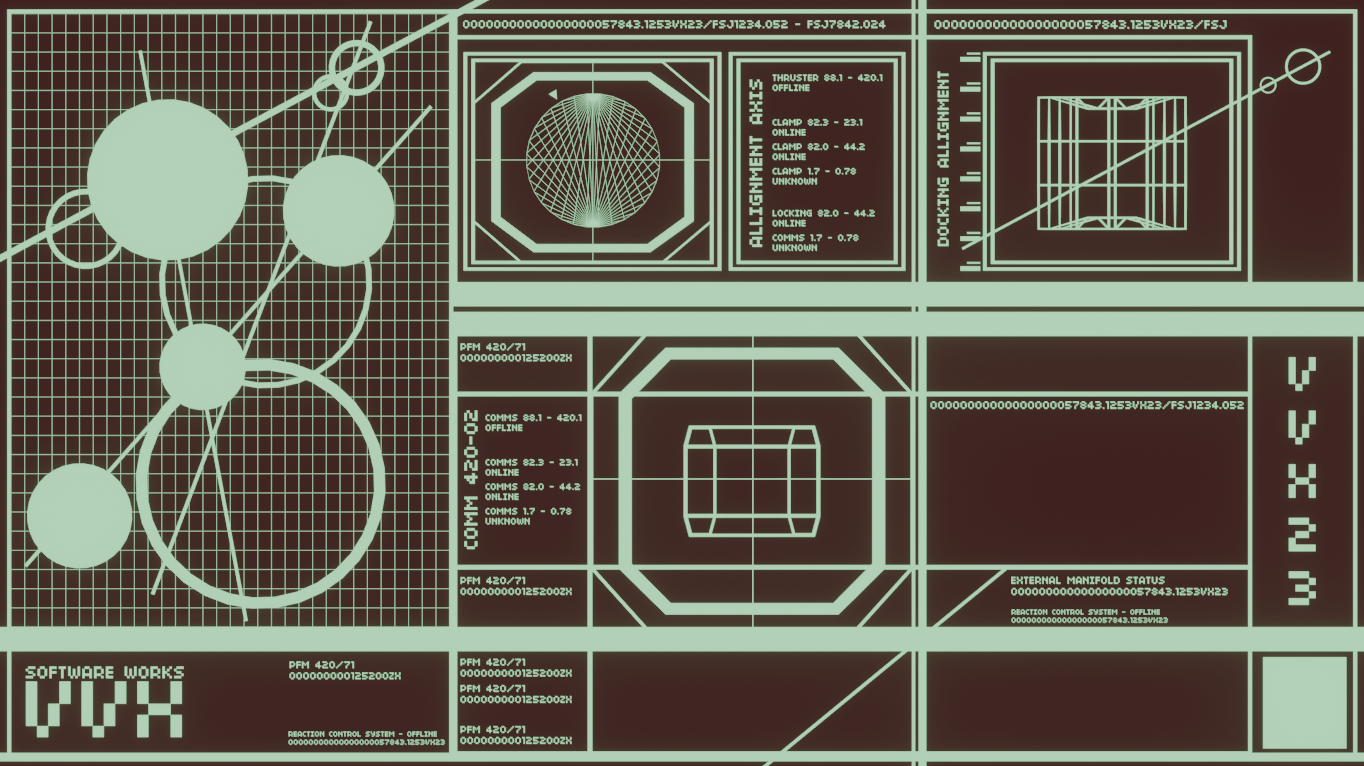 0000000000000000057843.1253VX23/FSJ1234.052 - FSJ7842.024
0000000000000000057843.1253VX23/FSJ
ALLIGNMENT AXIS
THRUSTER 88.1 - 420.1
OFFLINE
CLAMP 82.3 - 23.1
ONLINE
CLAMP 82.0 - 44.2
ONLINE
CLAMP 1.7 - 0.78
UNKNOWN
LOCKING 82.0 - 44.2
ONLINE
COMMS 1.7 - 0.78
UNKNOWN
DOCKING ALLIGNMENT
PFM 420/71
0000000000125200ZX
COMM 420-02
COMMS 88.1 - 420.1
OFFLINE
COMMS 82.3 - 23.1
ONLINE
COMMS 82.0 - 44.2
ONLINE
COMMS 1.7 - 0.78
UNKNOWN
PFM 420/71
0000000000125200ZX
0000000000000000057843.1253VX23/FSJ1234.052
EXTERNAL MANIFOLD STATUS
0000000000000000057843.1253VX23
REACTION CONTROL SYSTEM - OFFLINE
0000000000000000057843.1253VX23
VVX23
SOFTWARE WORKS
VVX
PFM 420/71
0000000000125200ZX
REACTION CONTROL SYSTEM - OFFLINE
0000000000000000057843.1253VX23
PFM 420/71
0000000000125200ZX
PFM 420/71
0000000000125200ZX
PFM 420/71
0000000000125200ZX